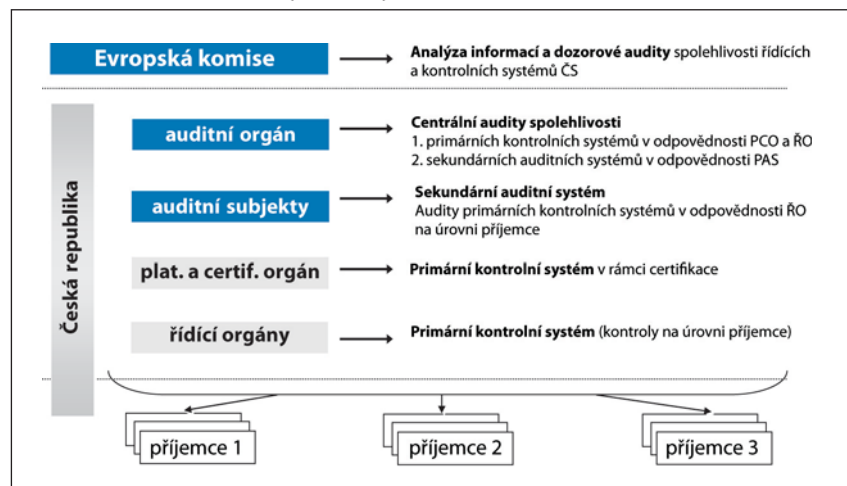 Evropská komise
Analýza informací a dozorové audity spolehlivosti řídících
a kontrolních systémů ČS
Česká republika
auditní orgán
Centrální audity spolehlivosti
1. primárních kontrolních systémů v odpovědnosti PCO a ŘO
2. sekundárních auditních systémů v odpovědnosti PAS
auditní subjekty
Sekundární auditní systém
Audity primárních kontrolních systémů v odpovědnosti ŘO
na úrovni příjemce
plat. a certif. orgán
Primární kontrolní systém v rámci certifikace
řídící orgány
Primární kontrolní systém (kontroly na úrovni příjemce)
příjemce 1
příjemce 2
příjemce 3